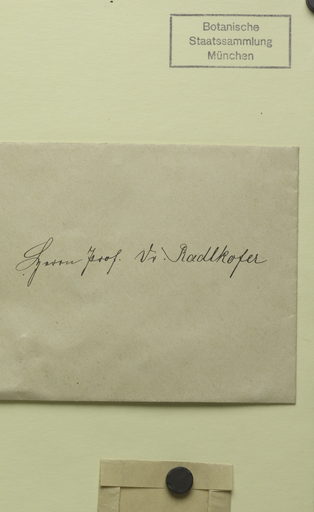 Botanische
Staatssammlung
München
Herrn Prof. Dr. Radlkofer